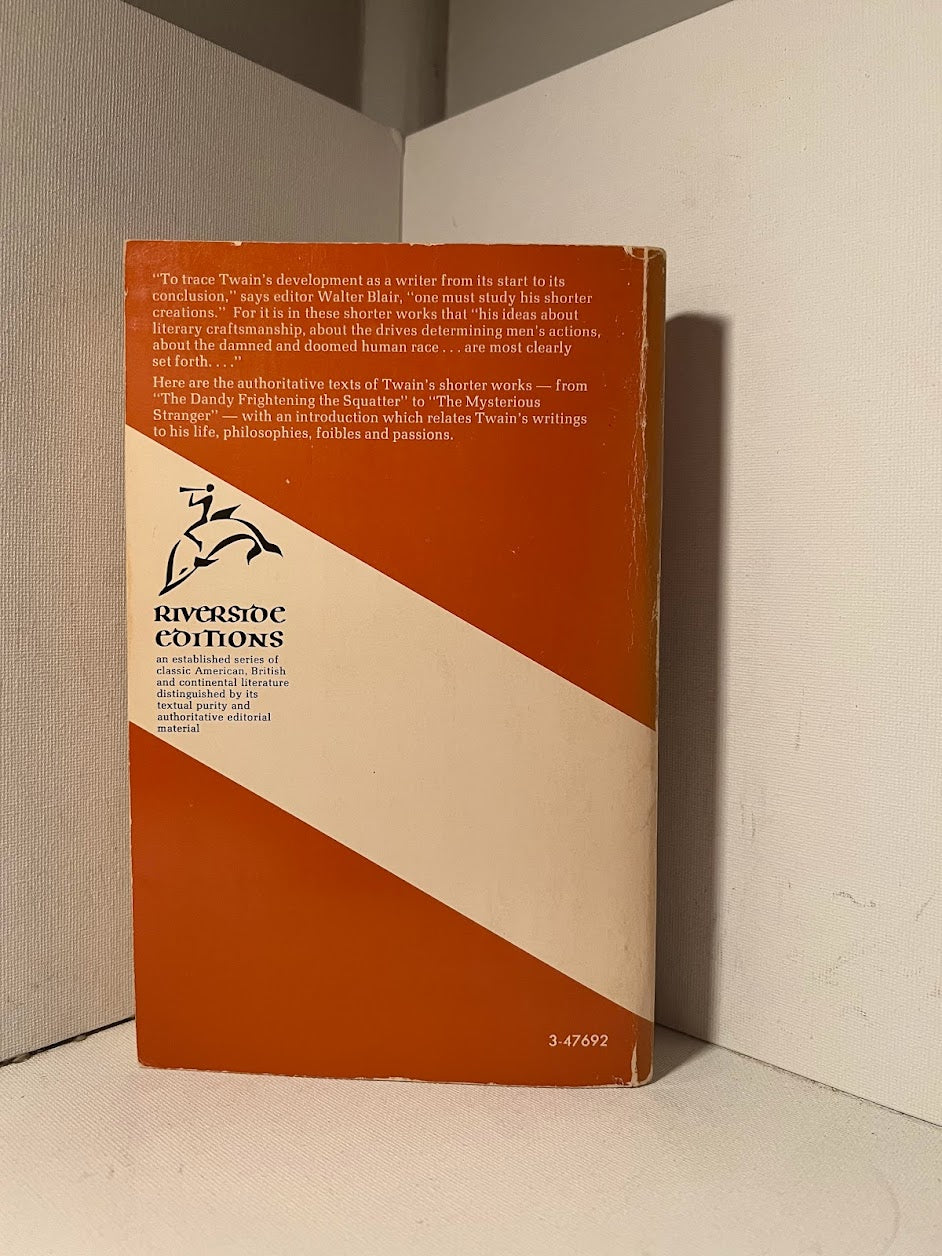 “To trace Twain’s development as a writer from its start to its
conclusion,” says editor Walter Blair, “one must study his shorter
creations.” For it is in these shorter works that “his ideas about
literary craftsmanship, about the drives determining men’s actions,
about the damned and doomed human race . . . are most clearly
set forth. . . .”
Here are the authoritative texts of Twain’s shorter works — from
“The Dandy Frightening the Squatter” to “The Mysterious
Stranger” — with an introduction which relates Twain’s writings
to his life, philosophies, foibles and passions.
RIVERSIDE
EDITIONS
an established series of
classic American, British
and continental literature
distinguished by its
textual purity and
authoritative editorial
material
3-47692